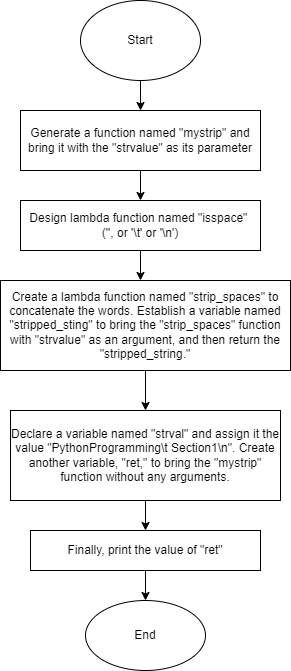 Start
Generate a function named "mystrip" and
bring it with the "strvalue" as its parameter
Design lambda function named "isspace"
('', or '\t' or '\n')
Create a lambda function named "strip_spaces" to
concatenate the words. Establish a variable named
"stripped_sting" to bring the "strip_spaces" function
with "strvalue" as an argument, and then return the
"stripped_string."
Declare a variable named "strval" and assign it the
value "PythonProgramming\t Section1\n". Create
another variable, "ret," to bring the "mystrip"
function without any arguments.
Finally, print the value of "ret"
End